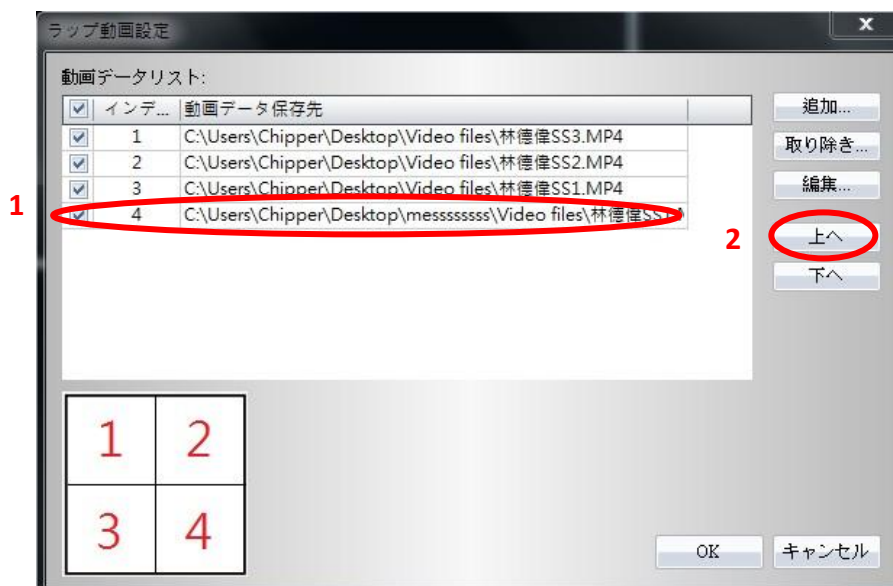 ラップ動画設定
X
動画データリスト:
インデ... 動画データ保存先
1 C:\Users\Chipper\Desktop\Video files\林德偉SS3.MP4
2 C:\Users\Chipper\Desktop\Video files\林德偉SS2.MP4
3 C:\Users\Chipper\Desktop\Video files\林德偉SS1.MP4
4 C:\Users\Chipper\Desktop\messsssssss\Video files\林德偉SS1
追加...
取り除き...
編集...
1
2
上へ
下へ
1 2
3 4
OK キャンセル